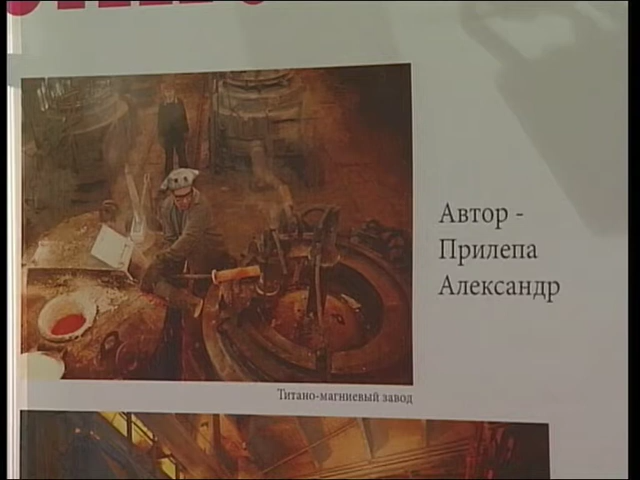 Автор -
Прилепа
Александр
Титано-магниевый завод